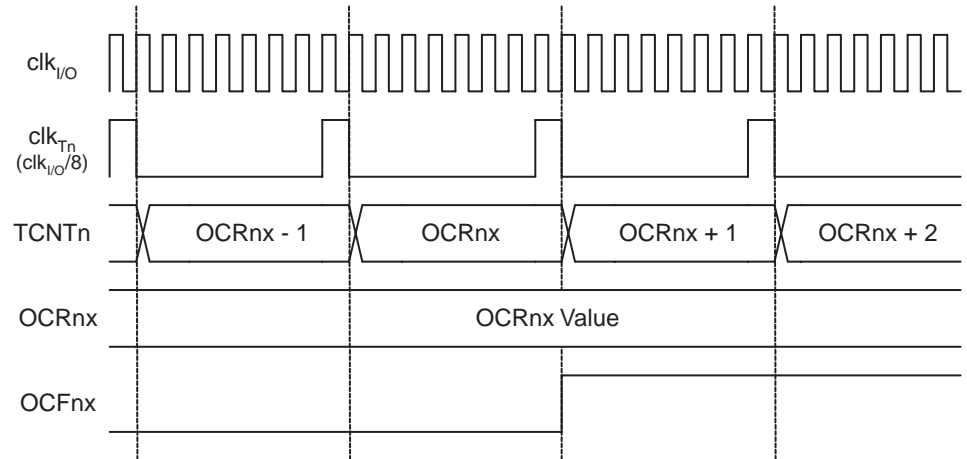 clkI/O
clkTn
(clkI/O/8)
TCNTn
OCRnx - 1
OCRnx
OCRnx + 1
OCRnx + 2
OCRnx
OCRnx Value
OCFnx